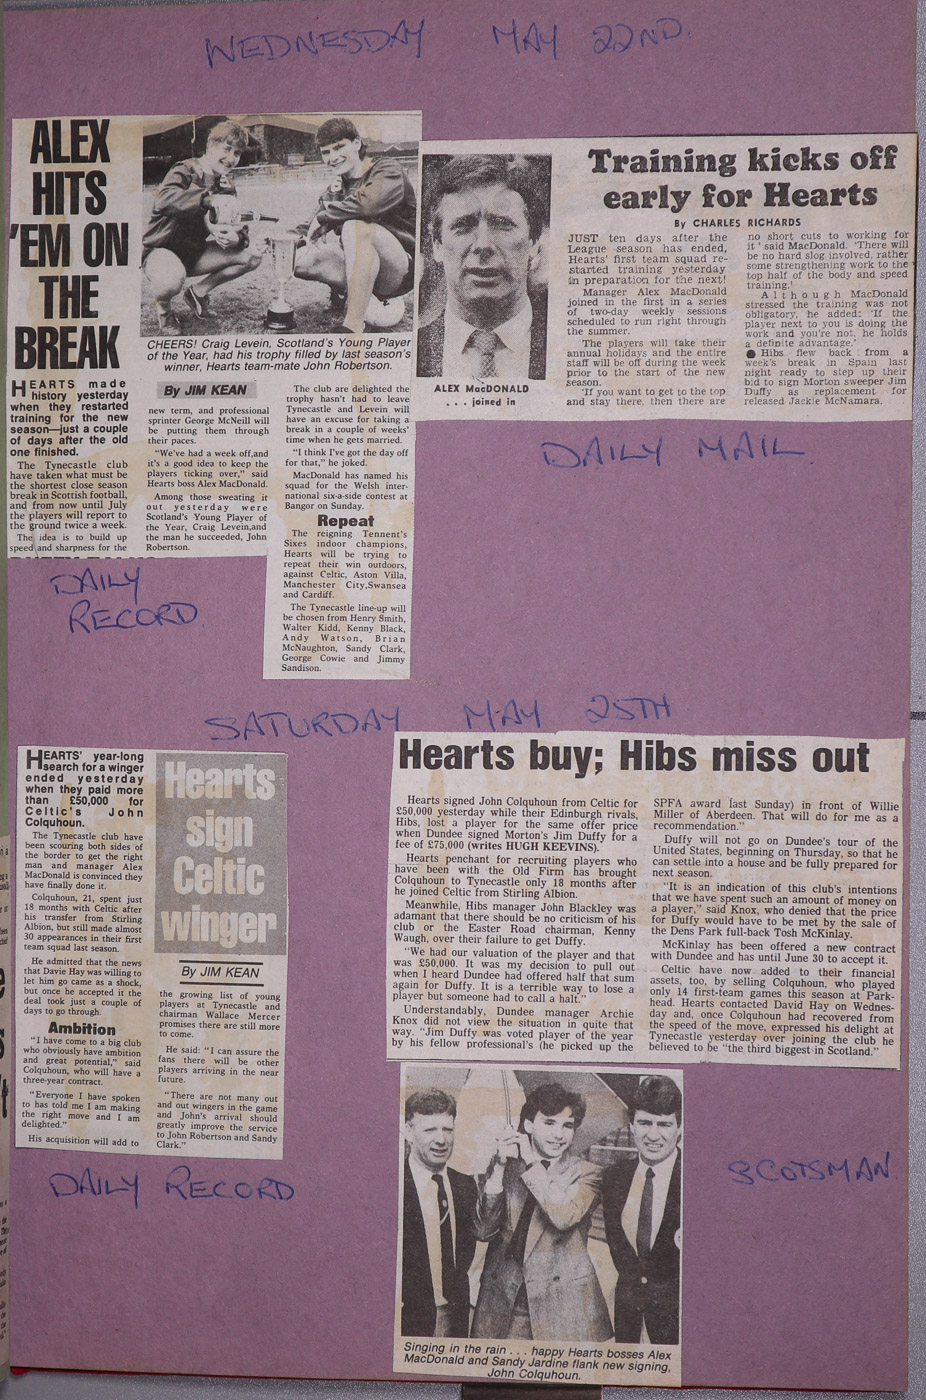 WEDNESDAY MAY 22ND.
ALEX
HITS
'EM ON
THE
BREAK
CHEERS! Craig Levein, Scotland's Young Player
of the Year, had his trophy filled by last season's
winner, Hearts team-mate John Robertson.
HEARTS made
history yesterday
when they restarted
training for the new
season—just a couple
of days after the old
one finished.
The Tynecastle club
have taken what must be
the shortest close season
break in Scottish football,
and from now until July
the players will report to
the ground twice a week.
The idea is to build up
speed and sharpness for the
By JIM KEAN
new term, and professional
sprinter George McNeill will
be putting them through
their paces.
"We've had a week off,and
it's a good idea to keep the
players ticking over," said
Hearts boss Alex MacDonald.
Among those sweating it
out yesterday were
Scotland's Young Player of
the Year, Craig Levein,and
the man he succeeded, John
Robertson.
The club are delighted the
trophy hasn't had to leave
Tynecastle and Levein will
have an excuse for taking a
break in a couple of weeks'
time when he gets married.
"I think I've got the day off
for that," he joked.
MacDonald has named his
squad for the Welsh inter-
national six-a-side contest at
Bangor on Sunday.
Repeat
The reigning Tennent's
Sixes indoor champions,
Hearts will be trying to
repeat their win outdoors,
against Celtic, Aston Villa,
Manchester City,Swansea
and Cardiff.
The Tynecastle line-up will
be chosen from Henry Smith,
Walter Kidd, Kenny Black,
Andy Watson, Brian
McNaughton, Sandy Clark,
George Cowie and Jimmy
Sandison.
DAILY
RECORD
Training kicks off
early for Hearts
By CHARLES RICHARDS
ALEX MacDONALD
. . . joined in
JUST ten days after the
League season has ended,
Hearts' first team squad re-
started training yesterday
in preparation for the next!
Manager Alex MacDonald
joined in the first in a series
of two-day weekly sessions
scheduled to run right through
the summer.
The players will take their
annual holidays and the entire
staff will be off during the week
prior to the start of the new
season.
'If you want to get to the top
and stay there, then there are
no short cuts to working for
it' said MacDonald. 'There will
be no hard slog involved, rather
some strengthening work to the
top half of the body and speed
training.'
Although MacDonald
stressed the training was not
obligatory, he added: 'If the
player next to you is doing the
work and you're not, he holds
a definite advantage.'
● Hibs flew back from a
week's break in Spain last
night ready to step up their
bid to sign Morton sweeper Jim
Duffy as replacement for
released Jackie McNamara.
DAILY MAIL.
SATURDAY MAY 25TH
HEARTS' year-long
search for a winger
ended yesterday
when they paid more
than £50,000 for
Celtic's John
Colquhoun.
The Tynecastle club have
been scouring both sides of
the border to get the right
man and manager Alex
MacDonald is convinced they
have finally done it.
Colquhoun, 21, spent just
18 months with Celtic after
his transfer from Stirling
Albion, but still made almost
30 appearances in their first
team squad last season.
He admitted that the news
that Davie Hay was willing to
let him go came as a shock,
but once he accepted it the
deal took just a couple of
days to go through.
Ambition
"I have come to a big club
who obviously have ambition
and great potential," said
Colquhoun, who will have a
three-year contract.
"Everyone I have spoken
to has told me I am making
the right move and I am
delighted."
His acquisition will add to
Hearts
sign
Celtic
winger
By JIM KEAN
the growing list of young
players at Tynecastle and
chairman Wallace Mercer
promises there are still more
to come.
He said: "I can assure the
fans there will be other
players arriving in the near
future.
"There are not many out
and out wingers in the game
and John's arrival should
greatly improve the service
to John Robertson and Sandy
Clark."
DAILY RECORD
Hearts buy; Hibs miss out
Hearts signed John Colquhoun from Celtic for
£50,000 yesterday while their Edinburgh rivals,
Hibs, lost a player for the same offer price
when Dundee signed Morton's Jim Duffy for a
fee of £75,000 (writes HUGH KEEVINS).
Hearts penchant for recruiting players who
have been with the Old Firm has brought
Colquhoun to Tynecastle only 18 months after
he joined Celtic from Stirling Albion.
Meanwhile, Hibs manager John Blackley was
adamant that there should be no criticism of his
club or the Easter Road chairman, Kenny
Waugh, over their failure to get Duffy.
"We had our valuation of the player and that
was £50,000. It was my decision to pull out
when I heard Dundee had offered half that sum
again for Duffy. It is a terrible way to lose a
player but someone had to call a halt."
Understandably, Dundee manager Archie
Knox did not view the situation in quite that
way. "Jim Duffy was voted player of the year
by his fellow professional's (he picked up the
SPFA award last Sunday) in front of Willie
Miller of Aberdeen. That will do for me as a
recommendation."
Duffy will not go on Dundee's tour of the
United States, beginning on Thursday, so that he
can settle into a house and be fully prepared for
next season.
"It is an indication of this club's intentions
that we have spent such an amount of money on
a player," said Knox, who denied that the price
for Duffy would have to be met by the sale of
the Dens Park full-back Tosh McKinlay.
McKinlay has been offered a new contract
with Dundee and has until June 30 to accept it.
Celtic have now added to their financial
assets, too, by selling Colquhoun, who played
only 14 first-team games this season at Park-
head. Hearts contacted David Hay on Wednes-
day and, once Colquhoun had recovered from
the speed of the move, expressed his delight at
Tynecastle yesterday over joining the club he
believed to be "the third biggest in Scotland."
Singing in the rain . . . happy Hearts bosses Alex
MacDonald and Sandy Jardine flank new signing,
John Colquhoun.
SCOTSMAN.